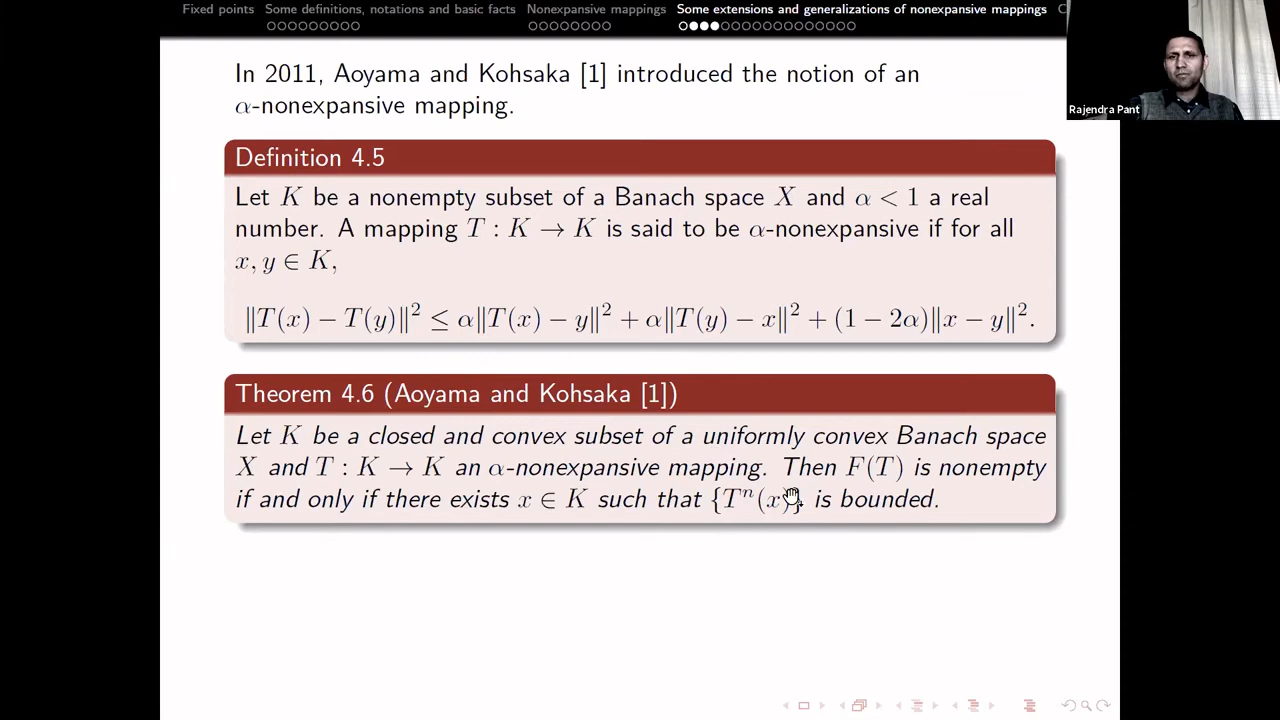 Fixed points Some definitions, notations and basic facts Nonexpansive mappings Some extensions and generalizations of nonexpansive mappings
Rajendra Pant
In 2011, Aoyama and Kohsaka [1] introduced the notion of an
α-nonexpansive mapping.
Definition 4.5
Let K be a nonempty subset of a Banach space X and α < 1 a real
number. A mapping T : K → K is said to be α-nonexpansive if for all
x, y ∈ K,
‖T(x) − T(y)‖² ≤ α‖T(x) − y‖² + α‖T(y) − x‖² + (1 − 2α)‖x − y‖².
Theorem 4.6 (Aoyama and Kohsaka [1])
Let K be a closed and convex subset of a uniformly convex Banach space
X and T : K → K an α-nonexpansive mapping. Then F(T) is nonempty
if and only if there exists x ∈ K such that {Tⁿ(x)} is bounded.